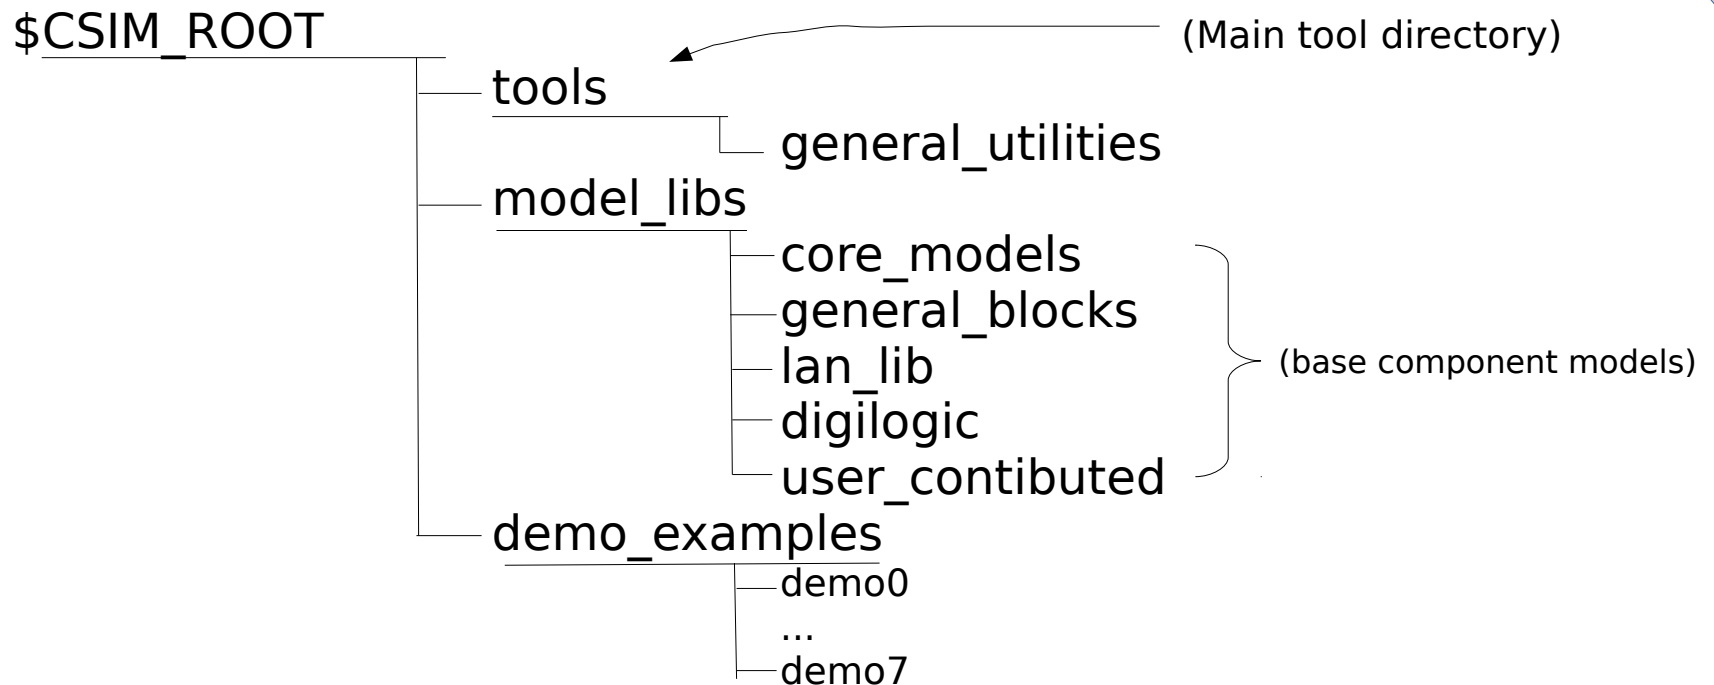 $CSIM_ROOT
(Main tool directory)
tools
general_utilities
model_libs
core_models
general_blocks
lan_lib
(base component models)
digilogic
user_contibuted
demo_examples
demo0
...
demo7